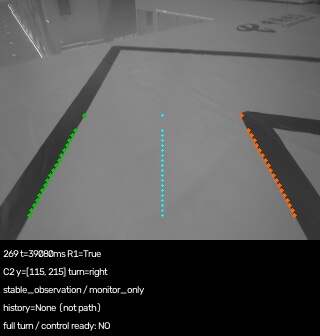 269 t=39080ms R1=True
C2 y=[115, 215] turn=right
stable_observation / monitor_only
history=None (not path)
full turn / control ready: NO